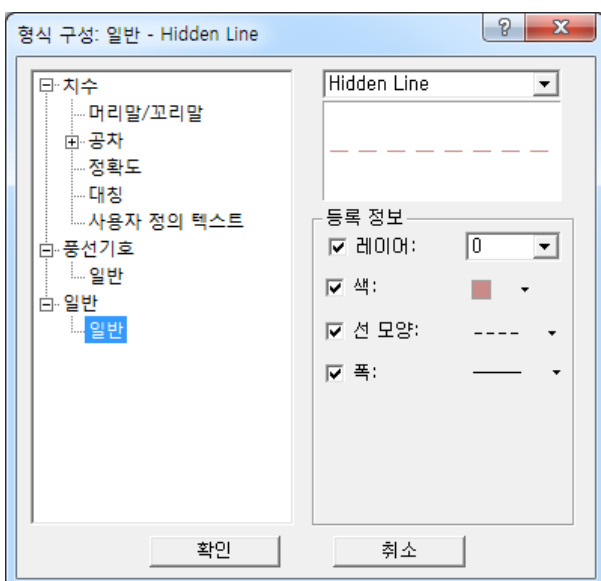 형식 구성: 일반 - Hidden Line
치수
머리말/꼬리말
공차
정확도
대칭
사용자 정의 텍스트
풍선기호
일반
일반
일반
Hidden Line
등록 정보
레이어: 0
색:
선 모양:
폭:
확인
취소